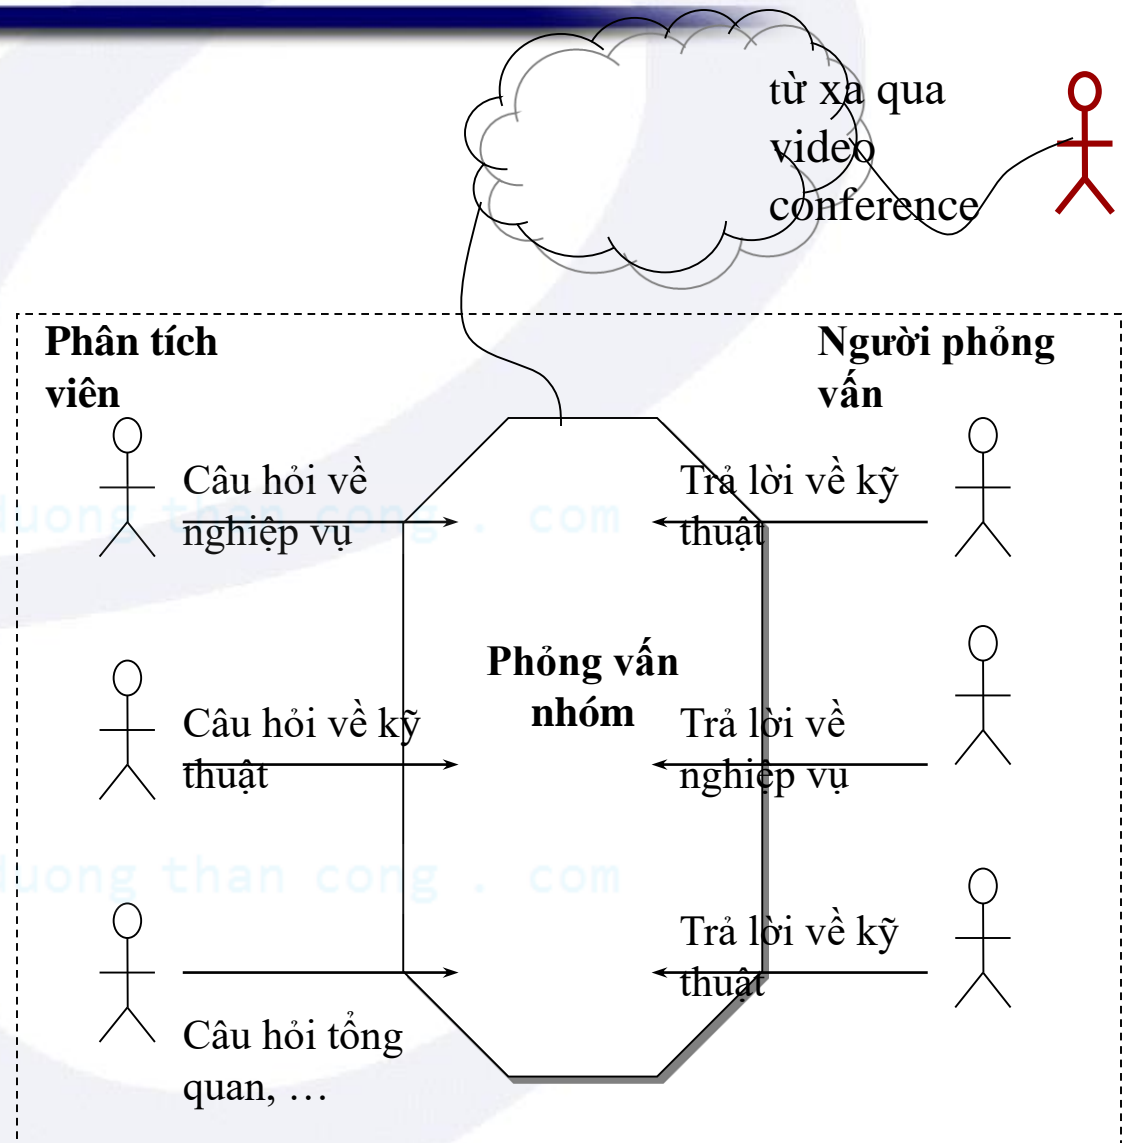 từ xa qua
video
conference
Phân tích
viên
Người phỏng
vấn
Câu hỏi về
nghiệp vụ
Trả lời về kỹ
thuật
duong than cong . com
Phỏng vấn
nhóm
Câu hỏi về kỹ
thuật
Trả lời về
nghiệp vụ
duong than cong . com
Trả lời về kỹ
thuật
Câu hỏi tổng
quan, …